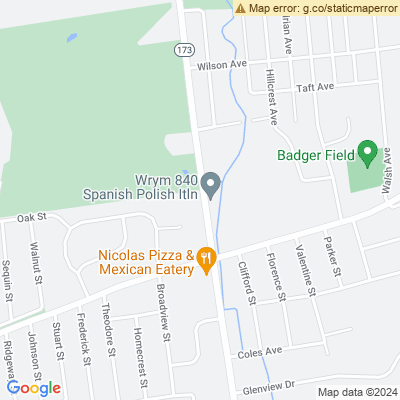 Map error: g.co/staticmaperror
173
Wilson Ave
irian Ave
Hillcrest Ave
Taft Ave
Badger Field
Walsh Ave
Wrym 840
Spanish Polish Itln
Oak St
Walnut St
Sequin St
Nicolas Pizza &
Mexican Eatery
Broadview St
Clifford St
Florence St
Valentine St
Parker St
Ridgewa
Johnson St
Stuart St
Frederick St
Theodore St
Homecrest St
Coles Ave
Glenview Dr
Google
Map data ©2024